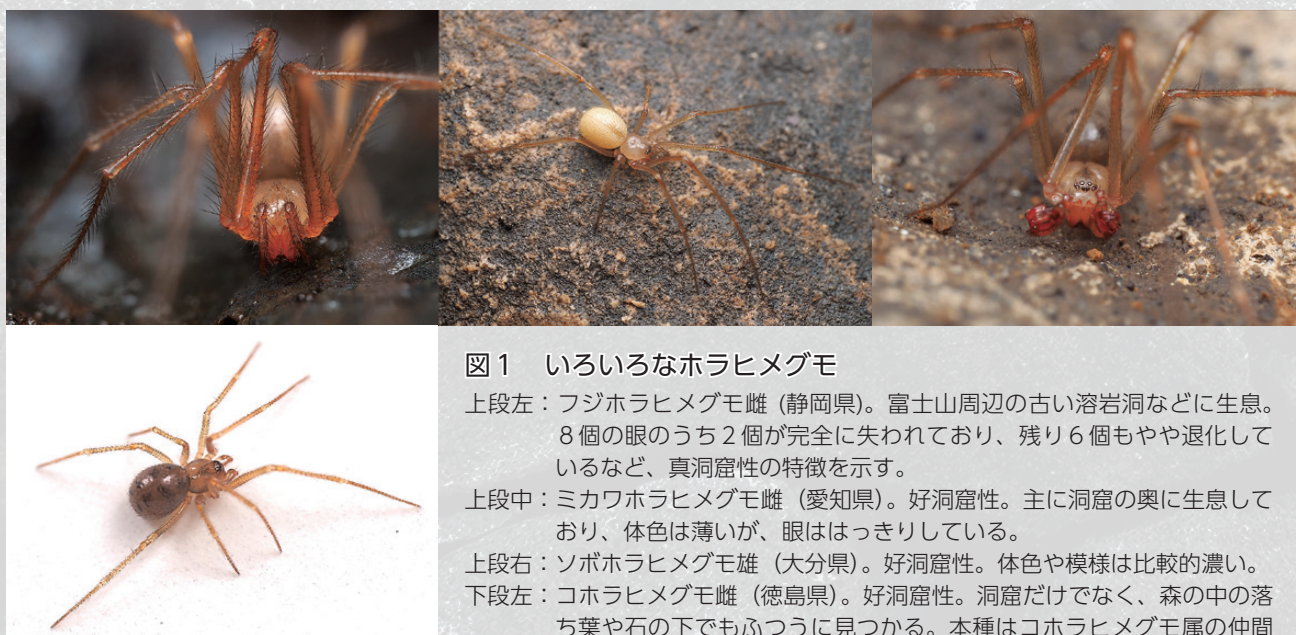 図1 いろいろなホラヒメグモ
上段左：フジホラヒメグモ雌 (静岡県)。富士山周辺の古い溶岩洞などに生息。
８個の眼のうち２個が完全に失われており、残り６個もやや退化して
いるなど、真洞窟性の特徴を示す。
上段中：ミカワホラヒメグモ雌（愛知県）。好洞窟性。主に洞窟の奥に生息して
おり、体色は薄いが、眼ははっきりしている。
上段右：ソボホラヒメグモ雄（大分県）。好洞窟性。体色や模様は比較的濃い。
下段左：コホラヒメグモ雌（徳島県）。好洞窟性。洞窟だけでなく、森の中の落
ち葉や石の下でもふつうに見つかる。本種はコホラヒメグモ属の仲間